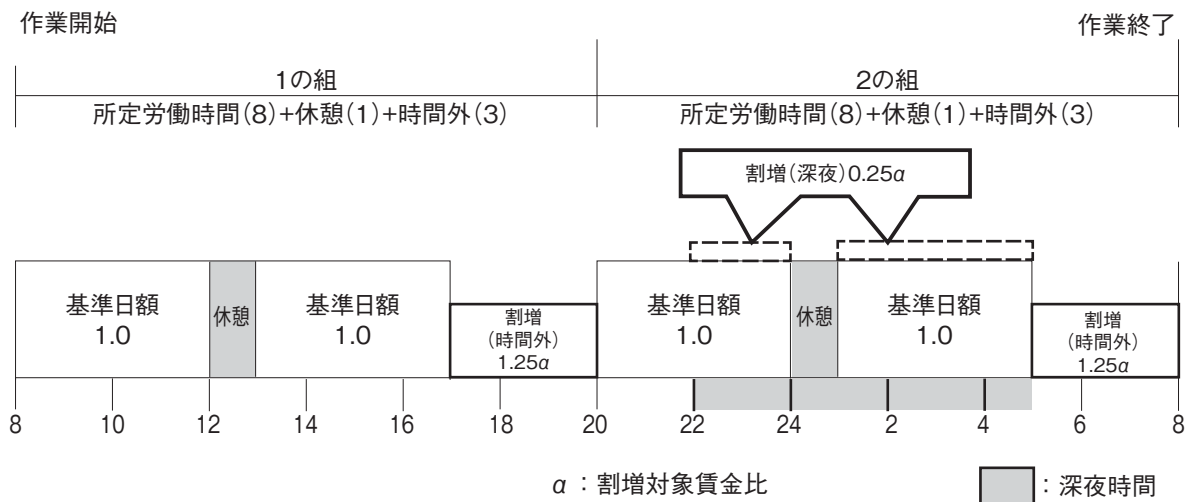 作業開始
作業終了
1の組
2の組
所定労働時間(8)+休憩(1)+時間外(3)
所定労働時間(8)+休憩(1)+時間外(3)
割増(深夜)0.25α
基準日額
1.0
休憩
基準日額
1.0
割増
(時間外)
1.25α
基準日額
1.0
休憩
基準日額
1.0
割増
(時間外)
1.25α
8 10 12 14 16 18 20 22 24 2 4 6 8
α:割増対象賃金比
:深夜時間